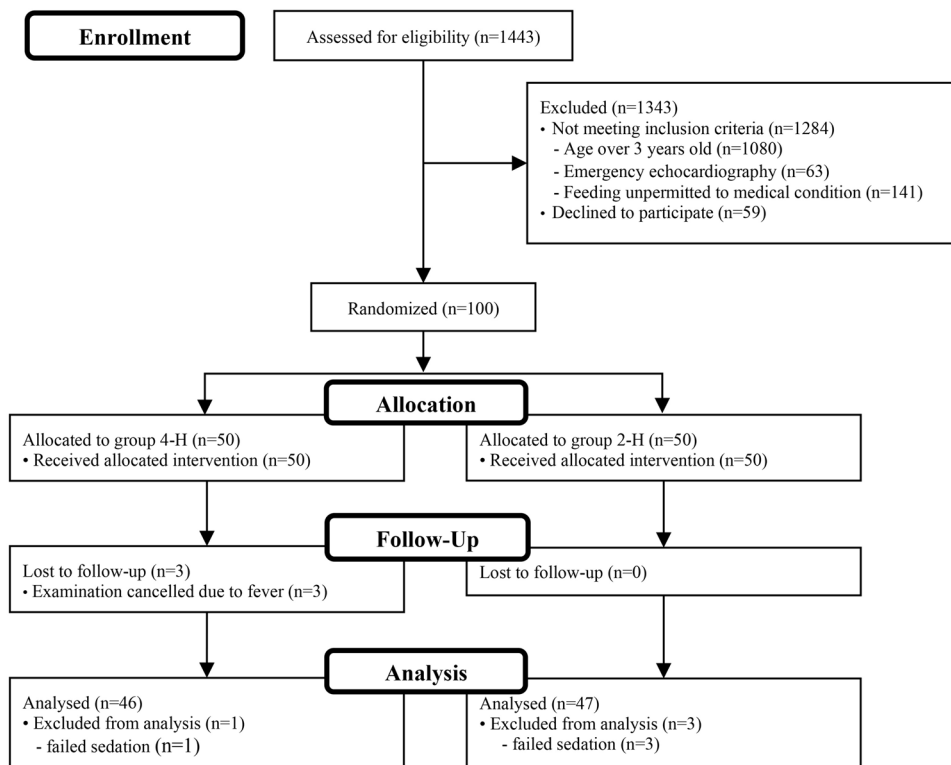 Enrollment
Assessed for eligibility (n=1443)
Excluded (n=1343)
• Not meeting inclusion criteria (n=1284)
- Age over 3 years old (n=1080)
- Emergency echocardiography (n=63)
- Feeding unpermitted to medical condition (n=141)
• Declined to participate (n=59)
Randomized (n=100)
Allocation
Allocated to group 4-H (n=50)
• Received allocated intervention (n=50)
Allocated to group 2-H (n=50)
• Received allocated intervention (n=50)
Follow-Up
Lost to follow-up (n=3)
• Examination cancelled due to fever (n=3)
Lost to follow-up (n=0)
Analysis
Analysed (n=46)
• Excluded from analysis (n=1)
- failed sedation (n=1)
Analysed (n=47)
• Excluded from analysis (n=3)
- failed sedation (n=3)